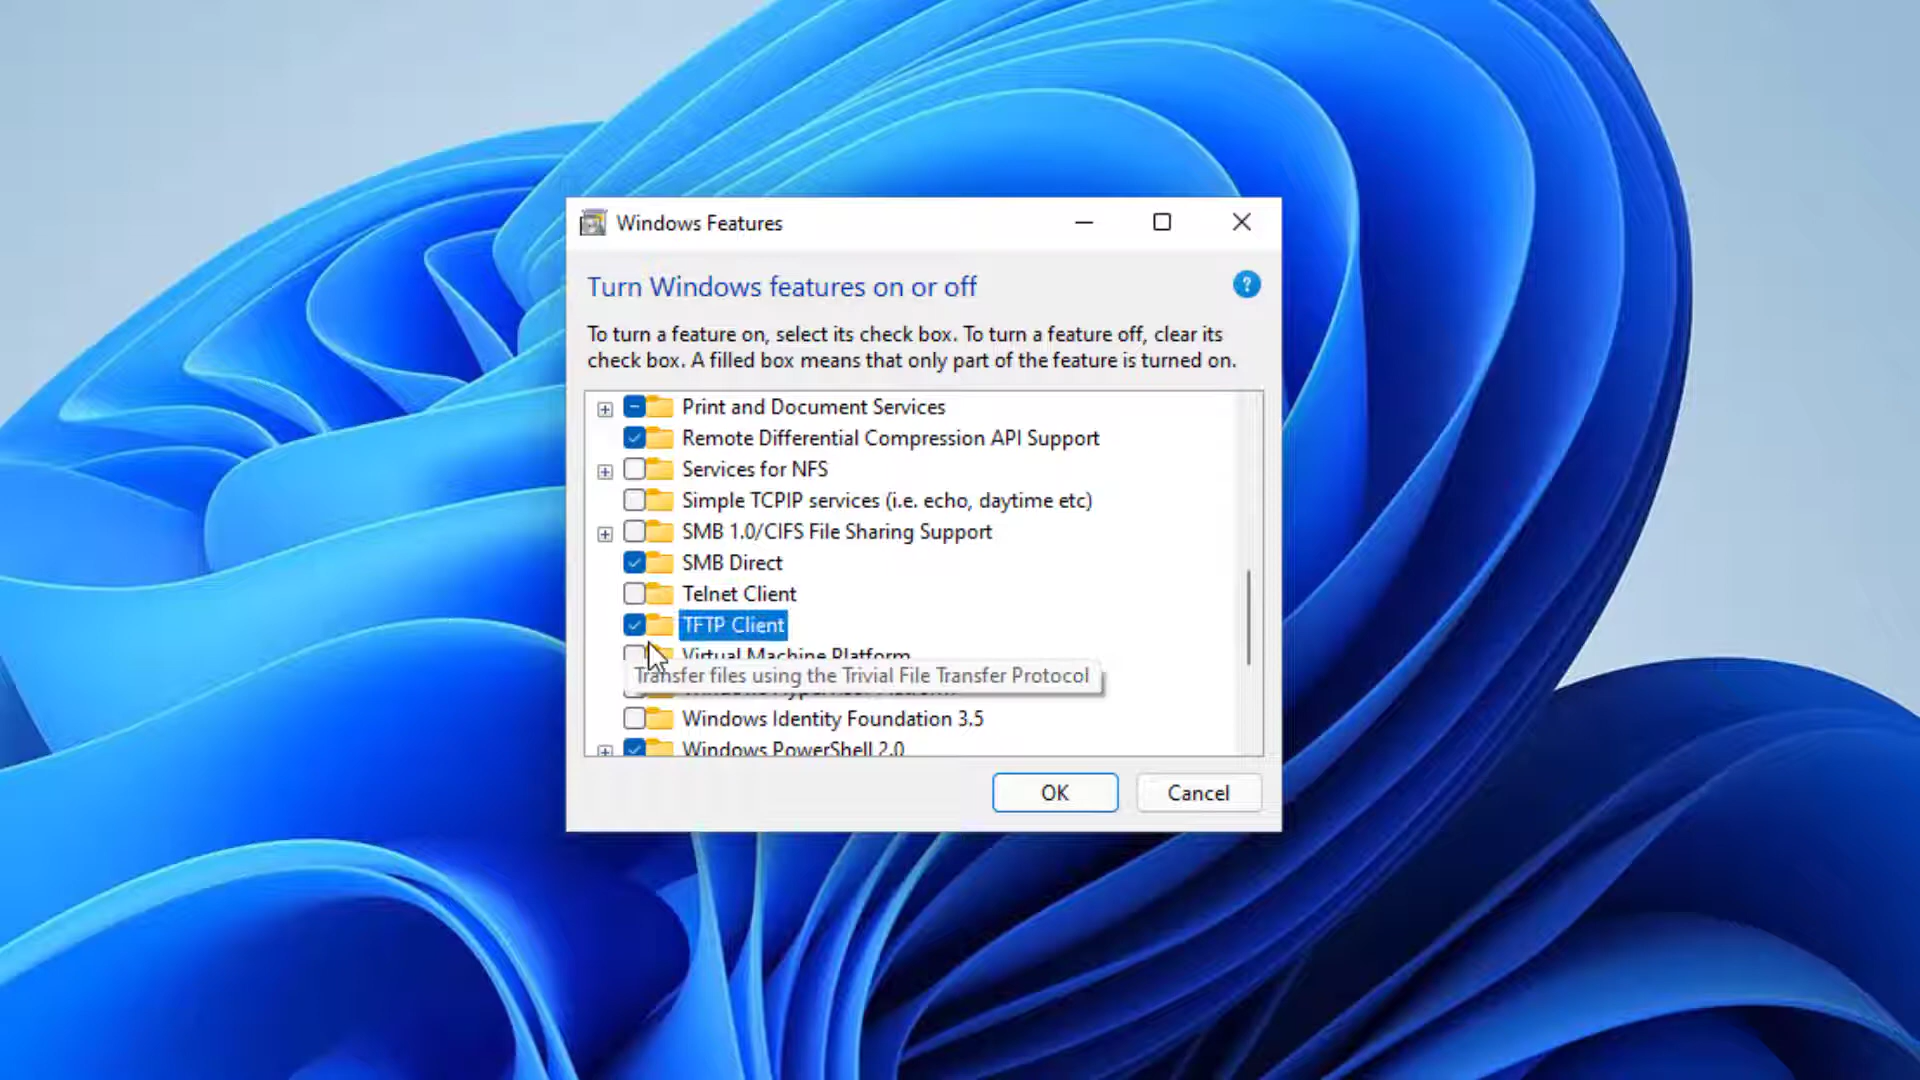 Windows Features
Turn Windows features on or off
?
To turn a feature on, select its check box. To turn a feature off, clear its
check box. A filled box means that only part of the feature is turned on.
Print and Document Services
Remote Differential Compression API Support
Services for NFS
Simple TCPIP services (i.e. echo, daytime etc)
SMB 1.0/CIFS File Sharing Support
SMB Direct
Telnet Client
TFTP Client
Virtual Machine Platform
Transfer files using the Trivial File Transfer Protocol
Windows Identity Foundation 3.5
Windows PowerShell 2.0
OK
Cancel